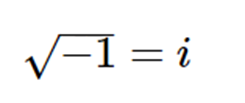 √−1 = i